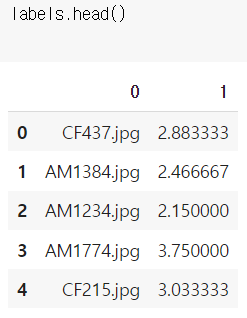 labels.head()
0 1
0 CF437.jpg 2.883333
1 AM1384.jpg 2.466667
2 AM1234.jpg 2.150000
3 AM1774.jpg 3.750000
4 CF215.jpg 3.033333